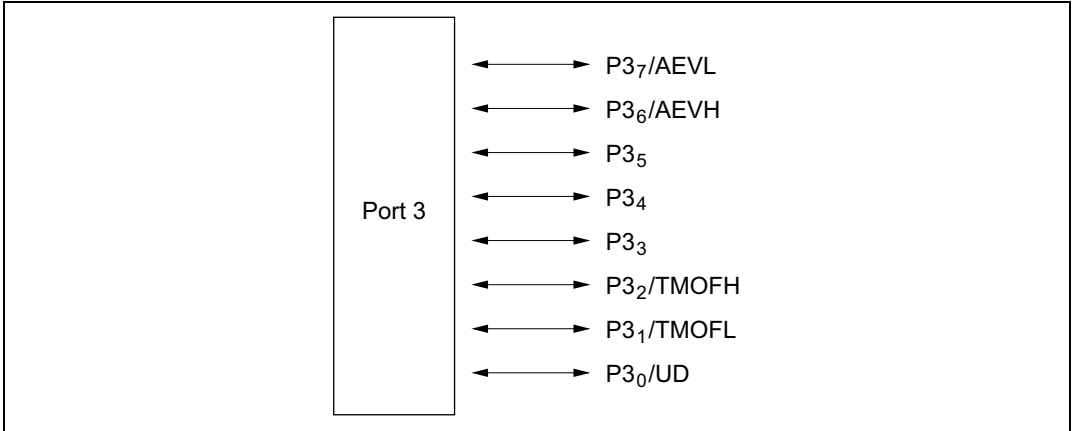 P3₇/AEVL
P3₆/AEVH
P3₅
P3₄
Port 3
P3₃
P3₂/TMOFH
P3₁/TMOFL
P3₀/UD